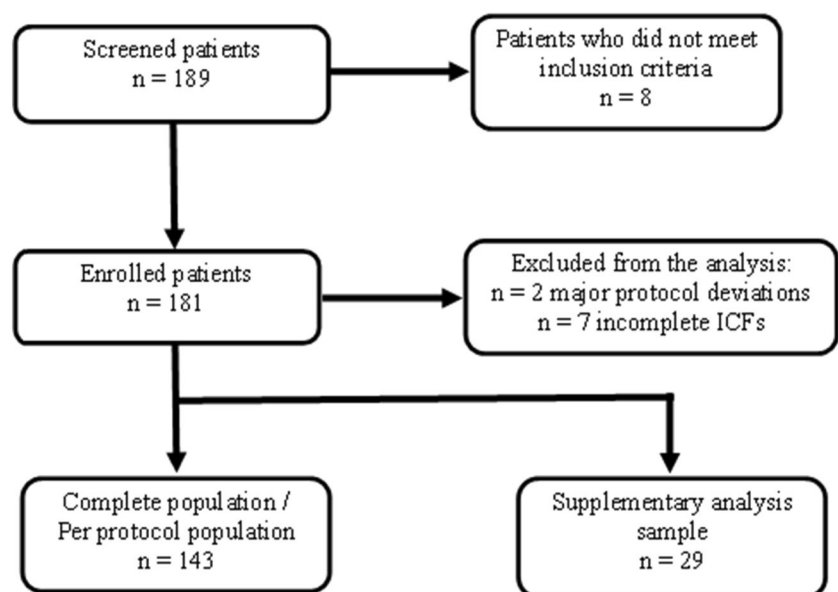 Screened patients
n = 189
Patients who did not meet
inclusion criteria
n = 8
Enrolled patients
n = 181
Excluded from the analysis:
n = 2 major protocol deviations
n = 7 incomplete ICFs
Complete population /
Per protocol population
n = 143
Supplementary analysis
sample
n = 29